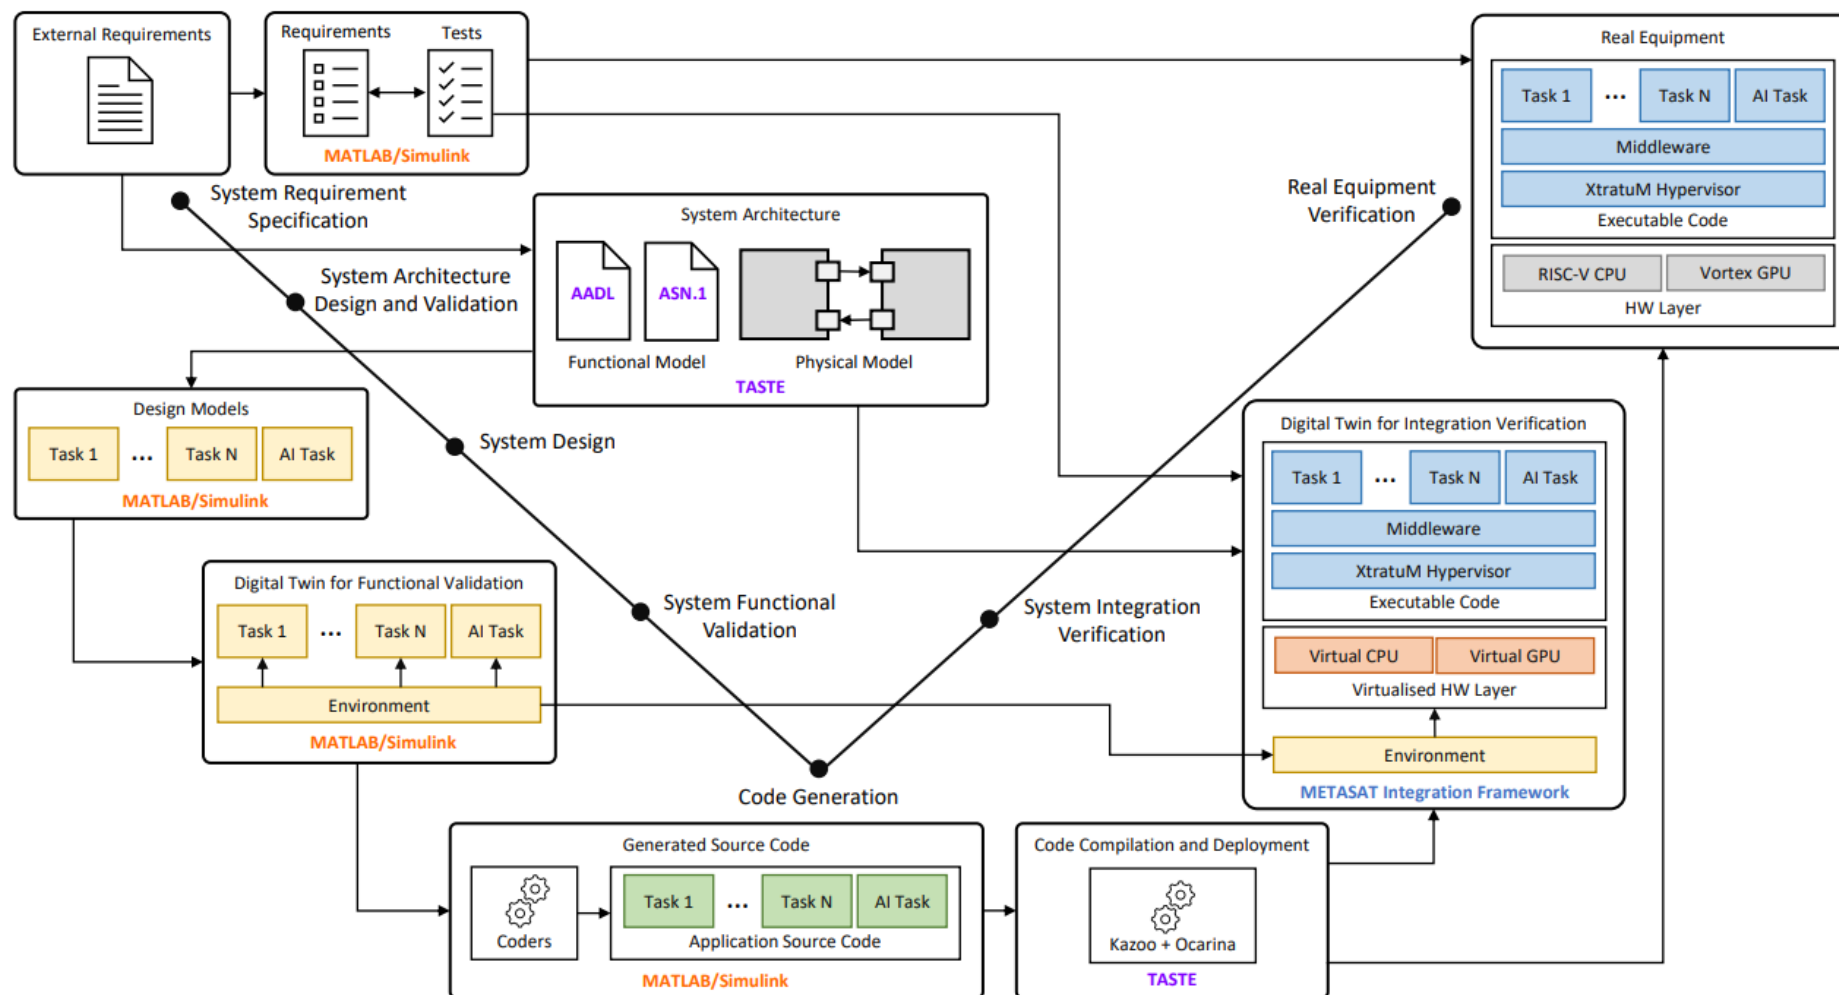 External Requirements
Requirements
Tests
MATLAB/Simulink
Real Equipment
Task 1
...
Task N
AI Task
Middleware
XtratuM Hypervisor
Executable Code
RISC-V CPU
Vortex GPU
HW Layer
System Requirement
Specification
System Architecture
AADL
ASN.1
Functional Model
Physical Model
TASTE
Real Equipment
Verification
System Architecture
Design and Validation
Design Models
Task 1
...
Task N
AI Task
MATLAB/Simulink
System Design
Digital Twin for Integration Verification
Task 1
...
Task N
AI Task
Middleware
XtratuM Hypervisor
Executable Code
Virtual CPU
Virtual GPU
Virtualised HW Layer
Environment
METASAT Integration Framework
Digital Twin for Functional Validation
Task 1
...
Task N
AI Task
Environment
MATLAB/Simulink
System Functional
Validation
System Integration
Verification
Code Generation
Generated Source Code
Coders
Task 1
...
Task N
AI Task
Application Source Code
MATLAB/Simulink
Code Compilation and Deployment
Kazoo + Ocarina
TASTE